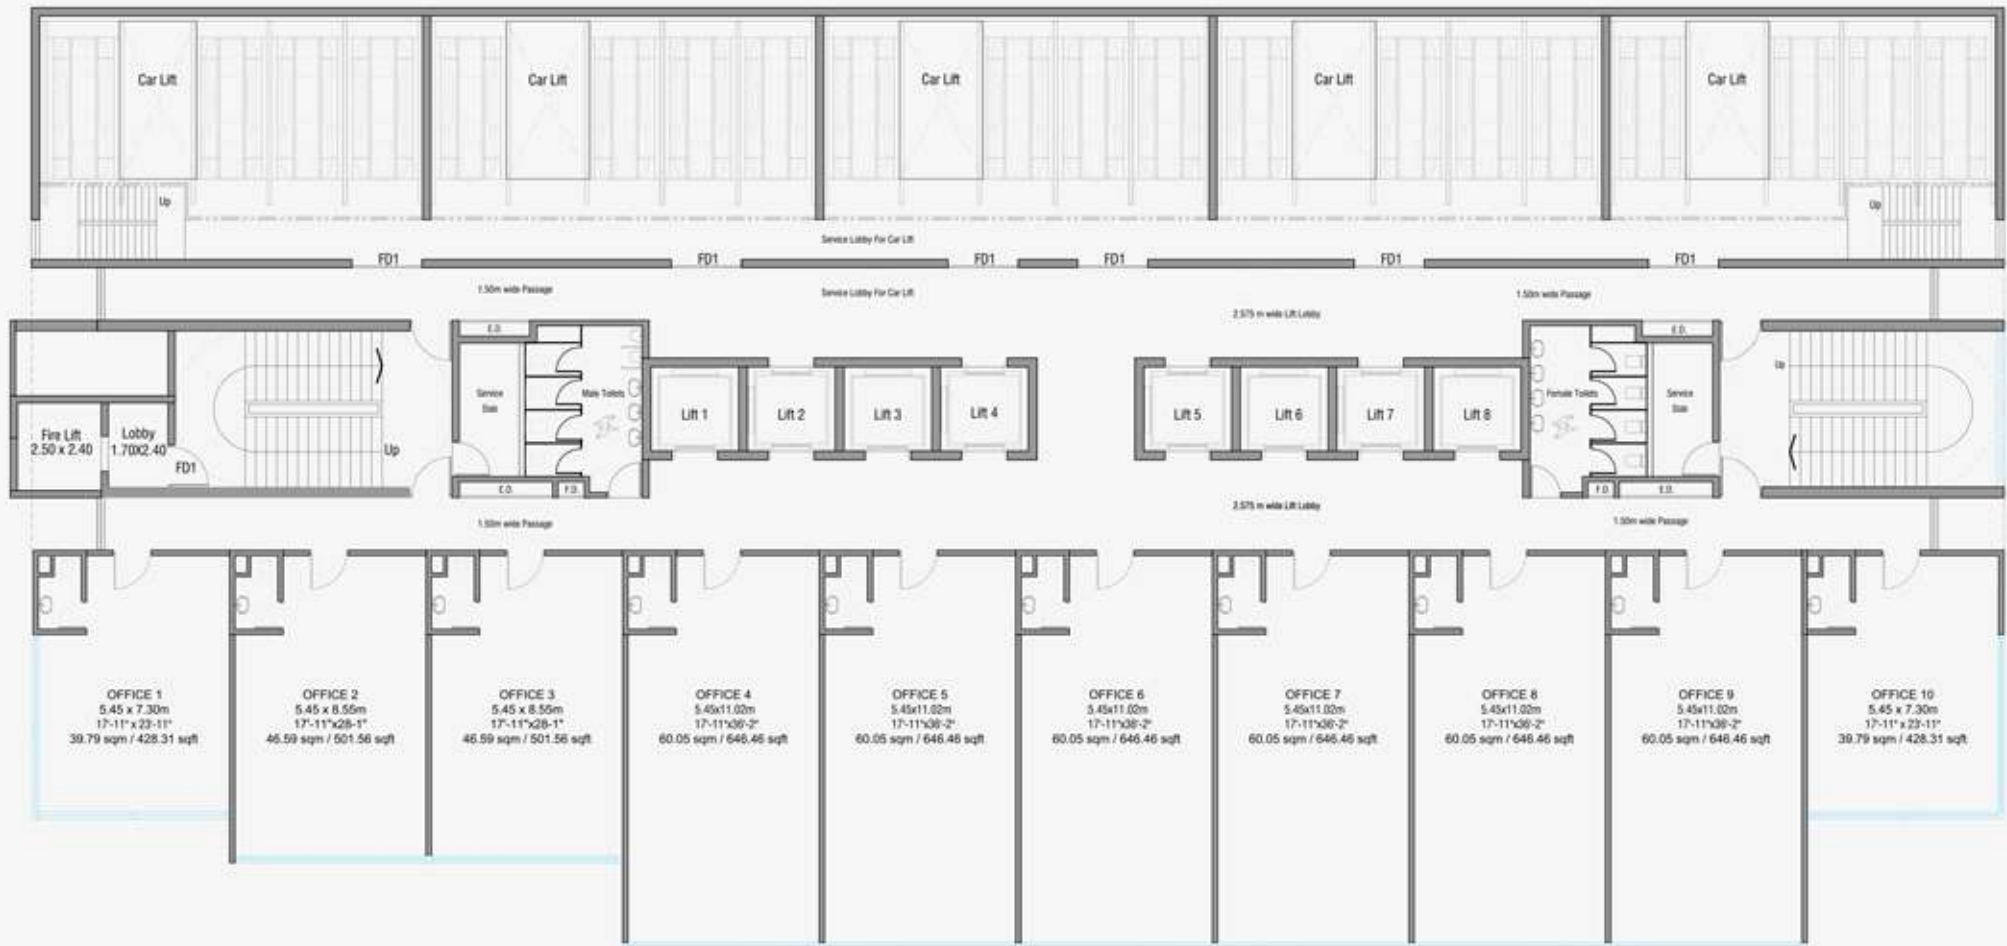 Car Lift
Car Lift
Car Lift
Car Lift
Car Lift
Up
Up
Service Lobby For Car Lift
FD1
FD1
FD1
FD1
FD1
FD1
1.50m wide Passage
Service Lobby For Car Lift
1.50m wide Passage
2.575 m wide Lift Lobby
E.D.
E.D.
Up
Service
Slab
Male Toilets
Lift 1
Lift 2
Lift 3
Lift 4
Lift 5
Lift 6
Lift 7
Lift 8
Female Toilets
Service
Slab
Fire Lift
2.50 x 2.40
Lobby
1.70X2.40
FD1
Up
E.D.
F.D.
F.D.
E.D.
2.575 m wide Lift Lobby
1.50m wide Passage
1.50m wide Passage
OFFICE 1
5.45 x 7.30m
17'-11" x 23'-11"
39.79 sqm / 428.31 sqft
OFFICE 2
5.45 x 8.55m
17'-11"x28-1"
46.59 sqm / 501.56 sqft
OFFICE 3
5.45 x 8.55m
17'-11"x28-1"
46.59 sqm / 501.56 sqft
OFFICE 4
5.45x11.02m
17'-11"x36'-2"
60.05 sqm / 646.46 sqft
OFFICE 5
5.45x11.02m
17'-11"x36'-2"
60.05 sqm / 646.46 sqft
OFFICE 6
5.45x11.02m
17'-11"x36'-2"
60.05 sqm / 646.46 sqft
OFFICE 7
5.45x11.02m
17'-11"x36'-2"
60.05 sqm / 646.46 sqft
OFFICE 8
5.45x11.02m
17'-11"x36'-2"
60.05 sqm / 646.46 sqft
OFFICE 9
5.45x11.02m
17'-11"x36'-2"
60.05 sqm / 646.46 sqft
OFFICE 10
5.45 x 7.30m
17'-11" x 23'-11"
39.79 sqm / 428.31 sqft